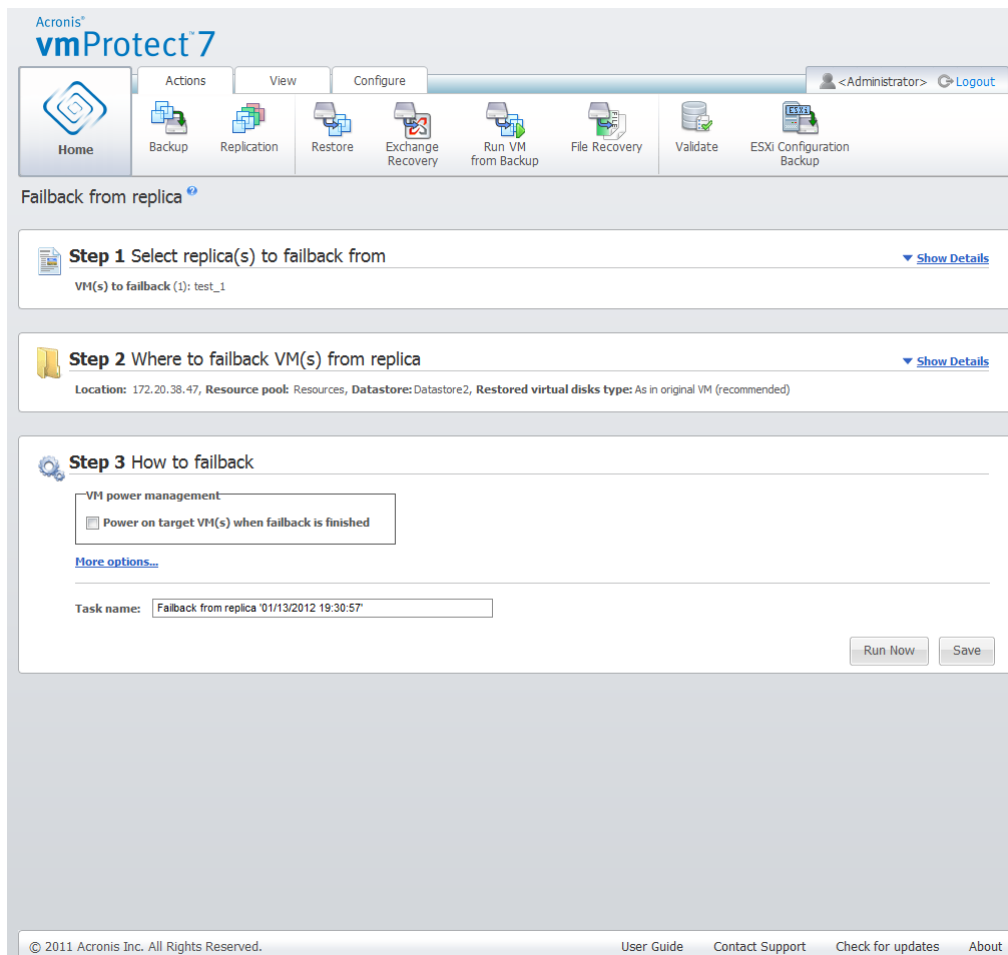 Acronis®
vmProtect™ 7
Actions View Configure
<Administrator> Logout
Home
Backup
Replication
Restore
Exchange Recovery
Run VM from Backup
File Recovery
Validate
ESXi Configuration Backup
Failback from replica
Step 1 Select replica(s) to failback from
Show Details
VM(s) to failback (1): test_1
Step 2 Where to failback VM(s) from replica
Show Details
Location: 172.20.38.47, Resource pool: Resources, Datastore: Datastore2, Restored virtual disks type: As in original VM (recommended)
Step 3 How to failback
VM power management
Power on target VM(s) when failback is finished
More options...
Task name: Failback from replica '01/13/2012 19:30:57'
Run Now Save
© 2011 Acronis Inc. All Rights Reserved.
User Guide Contact Support Check for updates About